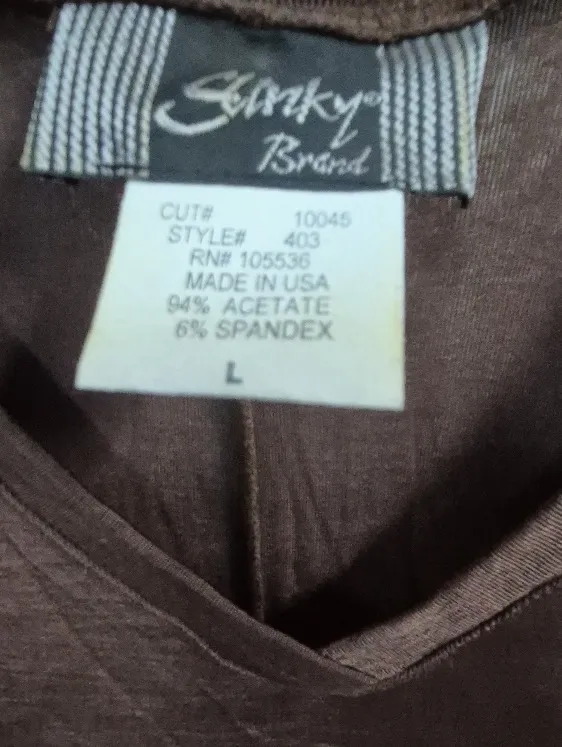 Slinky®
Brand
CUT# 10045
STYLE# 403
RN# 105536
MADE IN USA
94% ACETATE
6% SPANDEX
L